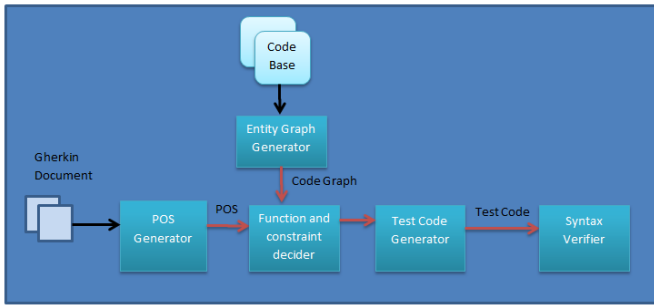 Code
Base
Entity Graph
Generator
Gherkin
Document
Code Graph
POS
Generator
POS
Function and
constraint
decider
Test Code
Generator
Test Code
Syntax
Verifier